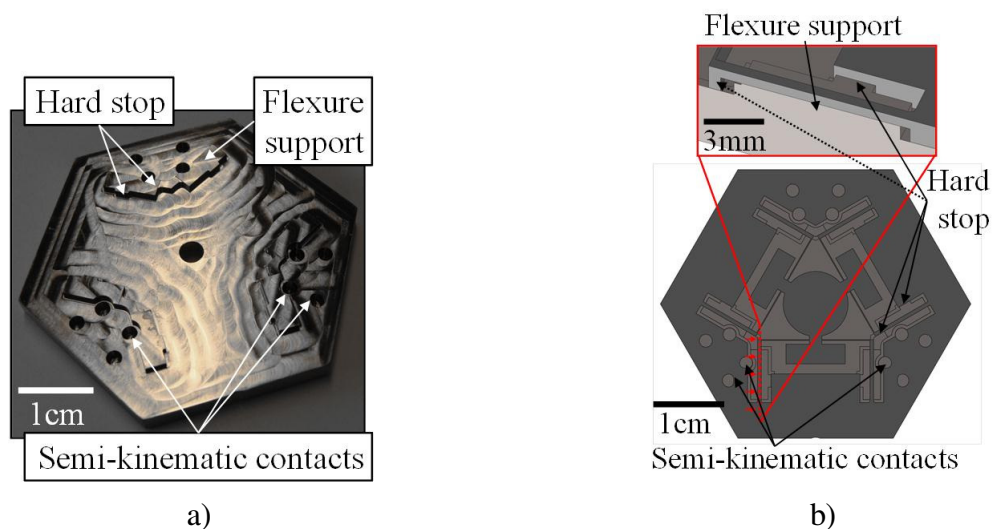 Hard stop
Flexure
support
1cm
Semi-kinematic contacts
a)
Flexure support
3mm
Hard
stop
1cm
Semi-kinematic contacts
b)